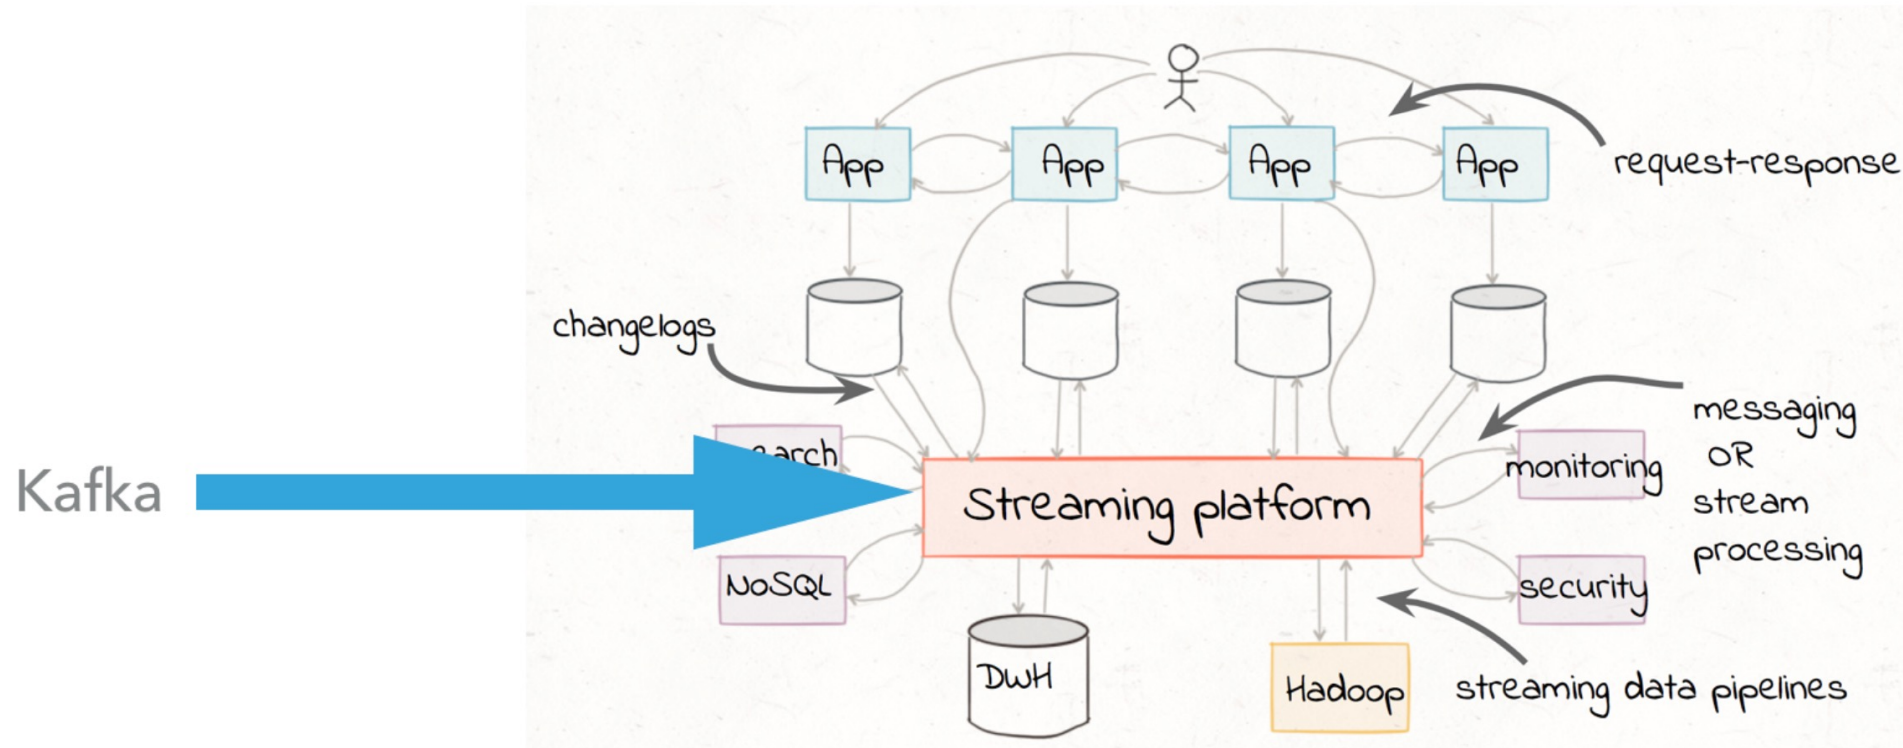 App
App
App
App
request-response
changelogs
messaging
OR
stream
processing
earch
monitoring
Kafka
Streaming platform
NoSQL
security
DWH
Hadoop
streaming data pipelines